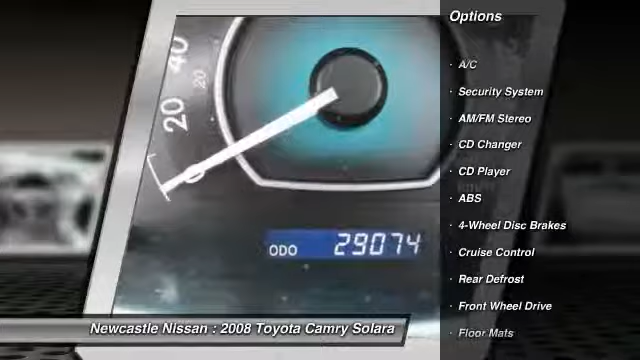 Options
· A/C
· Security System
· AM/FM Stereo
· CD Changer
· CD Player
· ABS
· 4-Wheel Disc Brakes
· Cruise Control
· Rear Defrost
· Front Wheel Drive
· Floor Mats
40
20
20
0
ODO 29074
Newcastle Nissan : 2008 Toyota Camry Solara